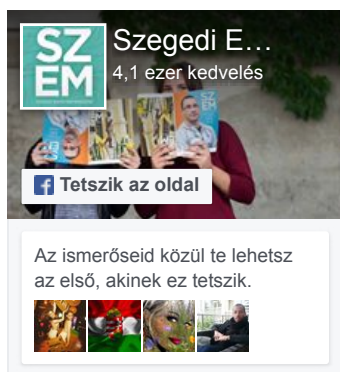 SZ
EM
Szegedi E…
4,1 ezer kedvelés
Tetszik az oldal
Az ismerőseid közül te lehetsz
az első, akinek ez tetszik.